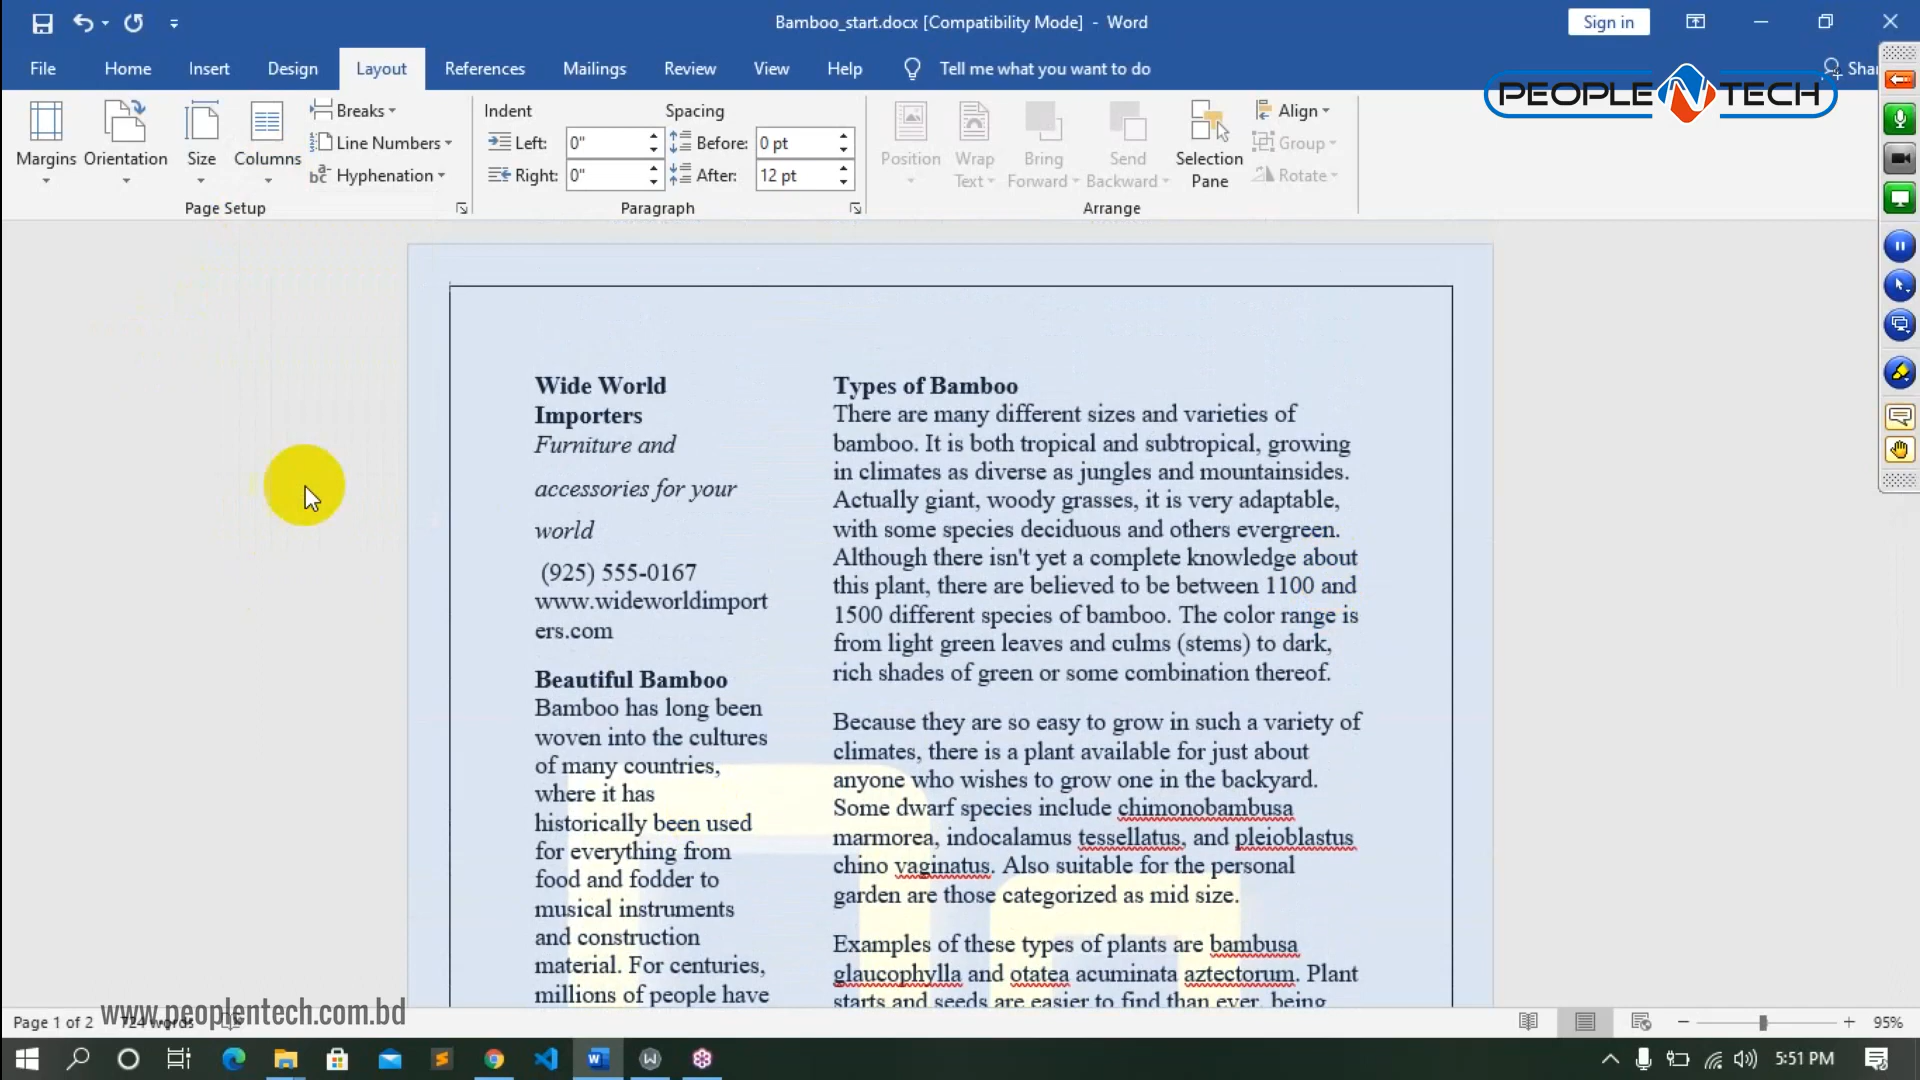 Bamboo_start.docx [Compatibility Mode] - Word
Sign in
File Home Insert Design Layout References Mailings Review View Help Tell me what you want to do
Shar
PEOPLE N TECH
Margins Orientation Size Columns
Breaks
Line Numbers
Hyphenation
Page Setup
Indent
Left: 0"
Right: 0"
Spacing
Before: 0 pt
After: 12 pt
Paragraph
Position
Wrap
Text
Bring
Forward
Send
Backward
Selection
Pane
Align
Group
Rotate
Arrange
Wide World
Importers
Furniture and
accessories for your
world
(925) 555-0167
www.wideworldimport
ers.com
Beautiful Bamboo
Bamboo has long been
woven into the cultures
of many countries,
where it has
historically been used
for everything from
food and fodder to
musical instruments
and construction
material. For centuries,
millions of people have
Types of Bamboo
There are many different sizes and varieties of
bamboo. It is both tropical and subtropical, growing
in climates as diverse as jungles and mountainsides.
Actually giant, woody grasses, it is very adaptable,
with some species deciduous and others evergreen.
Although there isn't yet a complete knowledge about
this plant, there are believed to be between 1100 and
1500 different species of bamboo. The color range is
from light green leaves and culms (stems) to dark,
rich shades of green or some combination thereof.
Because they are so easy to grow in such a variety of
climates, there is a plant available for just about
anyone who wishes to grow one in the backyard.
Some dwarf species include chimonobambusa
marmorea, indocalamus tessellatus, and pleioblastus
chino vaginatus. Also suitable for the personal
garden are those categorized as mid size.
Examples of these types of plants are bambusa
glaucophylla and otatea acuminata aztectorum. Plant
starts and seeds are easier to find than ever, being
Page 1 of 2 724 words
www.peoplentech.com.bd
95%
5:51 PM